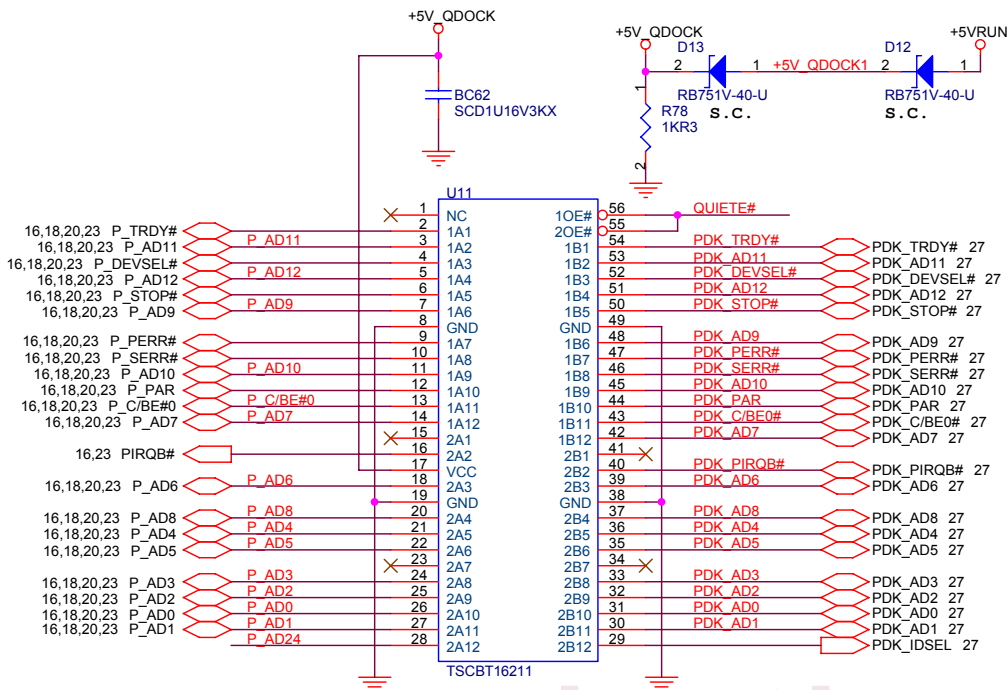 +5V_QDOCK
BC62
SCD1U16V3KX
+5V_QDOCK
D13
2
1
RB751V-40-U
S.C.
+5V_QDOCK1
D12
2
1
RB751V-40-U
S.C.
+5VRUN
1
R78
1KR3
2
U11
1 NC 1OE# 56 QUIETE#
2OE# 55
16,18,20,23 P_TRDY# 2 1A1 1B1 54 PDK_TRDY# PDK_TRDY# 27
16,18,20,23 P_AD11 P_AD11 3 1A2 1B2 53 PDK_AD11 PDK_AD11 27
16,18,20,23 P_DEVSEL# 4 1A3 1B3 52 PDK_DEVSEL# PDK_DEVSEL# 27
16,18,20,23 P_AD12 P_AD12 5 1A4 1B4 51 PDK_AD12 PDK_AD12 27
16,18,20,23 P_STOP# 6 1A5 1B5 50 PDK_STOP# PDK_STOP# 27
16,18,20,23 P_AD9 P_AD9 7 1A6 GND 49
8 GND 1B6 48 PDK_AD9 PDK_AD9 27
16,18,20,23 P_PERR# 9 1A7 1B7 47 PDK_PERR# PDK_PERR# 27
16,18,20,23 P_SERR# 10 1A8 1B8 46 PDK_SERR# PDK_SERR# 27
16,18,20,23 P_AD10 P_AD10 11 1A9 1B9 45 PDK_AD10 PDK_AD10 27
16,18,20,23 P_PAR 12 1A10 1B10 44 PDK_PAR PDK_PAR 27
16,18,20,23 P_C/BE#0 P_C/BE#0 13 1A11 1B11 43 PDK_C/BE0# PDK_C/BE0# 27
16,18,20,23 P_AD7 P_AD7 14 1A12 1B12 42 PDK_AD7 PDK_AD7 27
15 2A1 2B1 41
16,23 PIRQB# 16 2A2 2B2 40 PDK_PIRQB# PDK_PIRQB# 27
17 VCC 2B3 39 PDK_AD6 PDK_AD6 27
16,18,20,23 P_AD6 P_AD6 18 2A3 GND 38
19 GND 2B4 37 PDK_AD8 PDK_AD8 27
16,18,20,23 P_AD8 P_AD8 20 2A4 2B5 36 PDK_AD4 PDK_AD4 27
16,18,20,23 P_AD4 P_AD4 21 2A5 2B6 35 PDK_AD5 PDK_AD5 27
16,18,20,23 P_AD5 P_AD5 22 2A6 2B7 34
23 2A7 2B8 33 PDK_AD3 PDK_AD3 27
16,18,20,23 P_AD3 P_AD3 24 2A8 2B9 32 PDK_AD2 PDK_AD2 27
16,18,20,23 P_AD2 P_AD2 25 2A9 2B10 31 PDK_AD0 PDK_AD0 27
16,18,20,23 P_AD0 P_AD0 26 2A10 2B11 30 PDK_AD1 PDK_AD1 27
16,18,20,23 P_AD1 P_AD1 27 2A11 2B12 29 PDK_IDSEL 27
P_AD24 28 2A12
TSCBT16211